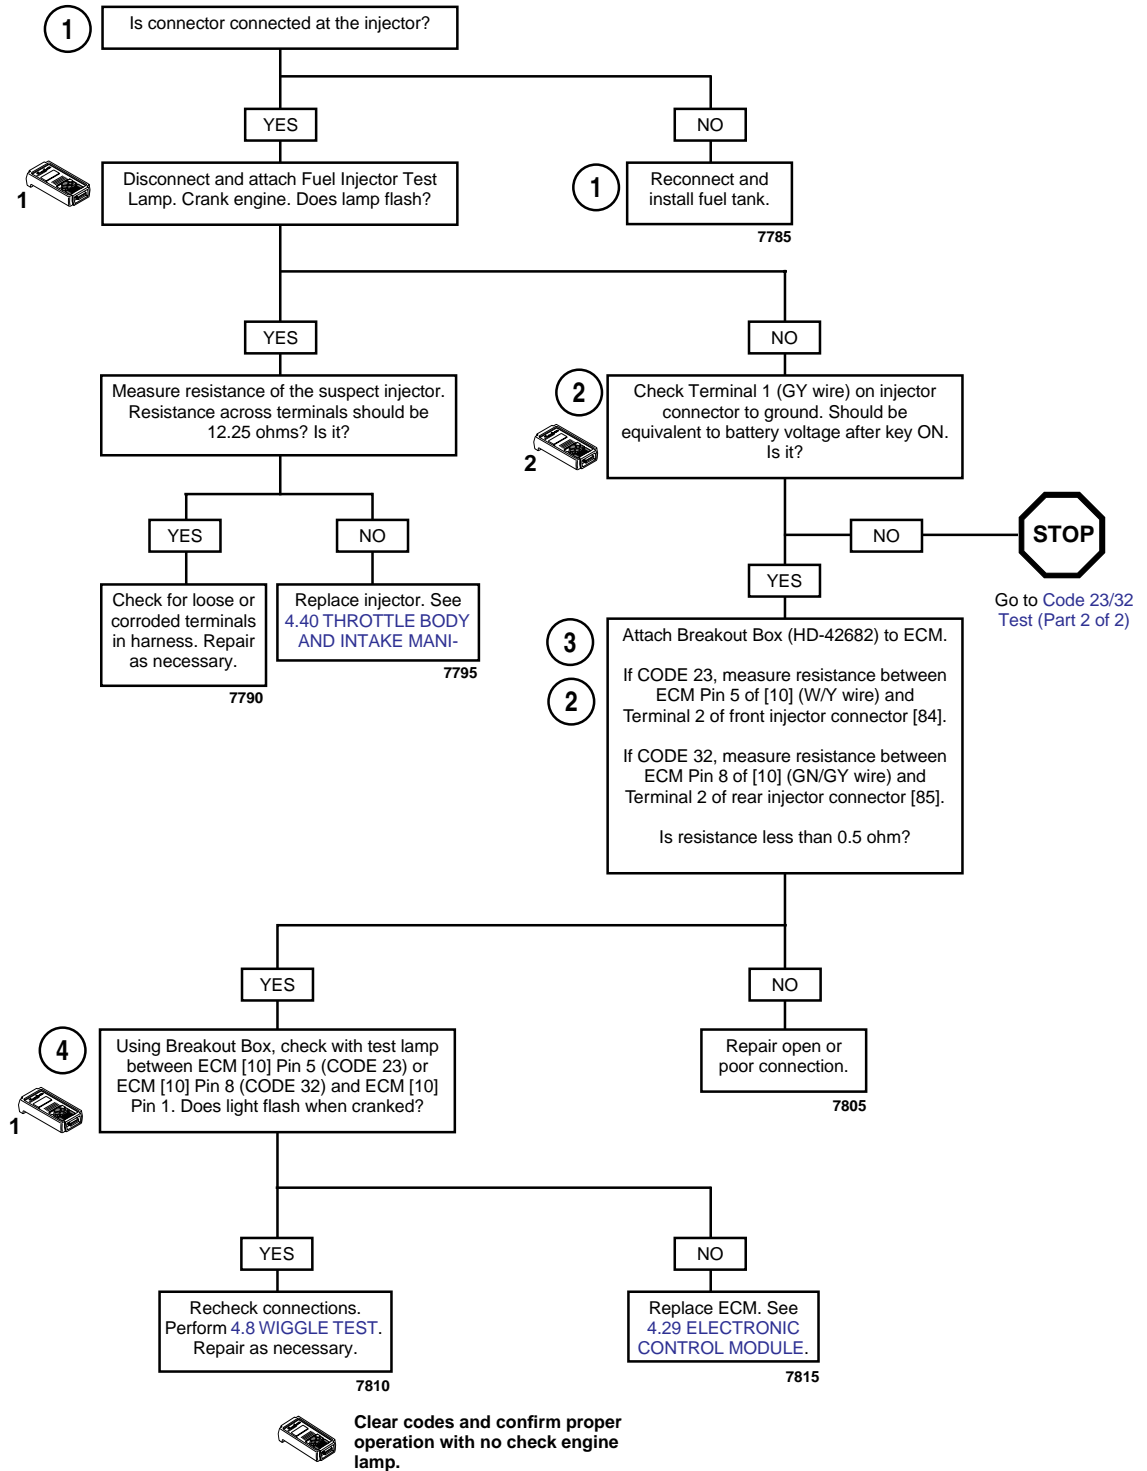 1
Is connector connected at the injector?
YES
NO
1
Disconnect and attach Fuel Injector Test
Lamp. Crank engine. Does lamp flash?
1
Reconnect and
install fuel tank.
7785
YES
NO
Measure resistance of the suspect injector.
Resistance across terminals should be
12.25 ohms? Is it?
2
2
Check Terminal 1 (GY wire) on injector
connector to ground. Should be
equivalent to battery voltage after key ON.
Is it?
YES
NO
NO
STOP
Go to Code 23/32
Test (Part 2 of 2)
YES
Check for loose or
corroded terminals
in harness. Repair
as necessary.
7790
Replace injector. See
4.40 THROTTLE BODY
AND INTAKE MANI-
7795
3
2
Attach Breakout Box (HD-42682) to ECM.
If CODE 23, measure resistance between
ECM Pin 5 of [10] (W/Y wire) and
Terminal 2 of front injector connector [84].
If CODE 32, measure resistance between
ECM Pin 8 of [10] (GN/GY wire) and
Terminal 2 of rear injector connector [85].
Is resistance less than 0.5 ohm?
YES
NO
4
1
Using Breakout Box, check with test lamp
between ECM [10] Pin 5 (CODE 23) or
ECM [10] Pin 8 (CODE 32) and ECM [10]
Pin 1. Does light flash when cranked?
Repair open or
poor connection.
7805
YES
NO
Recheck connections.
Perform 4.8 WIGGLE TEST.
Repair as necessary.
7810
Replace ECM. See
4.29 ELECTRONIC
CONTROL MODULE.
7815
Clear codes and confirm proper
operation with no check engine
lamp.